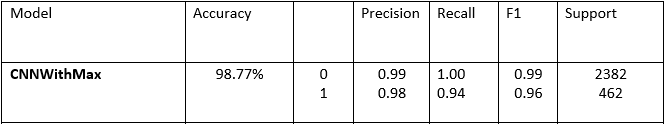 Model Accuracy Precision Recall F1 Support
CNNWithMax 98.77% 0 0.99 1.00 0.99 2382
1 0.98 0.94 0.96 462